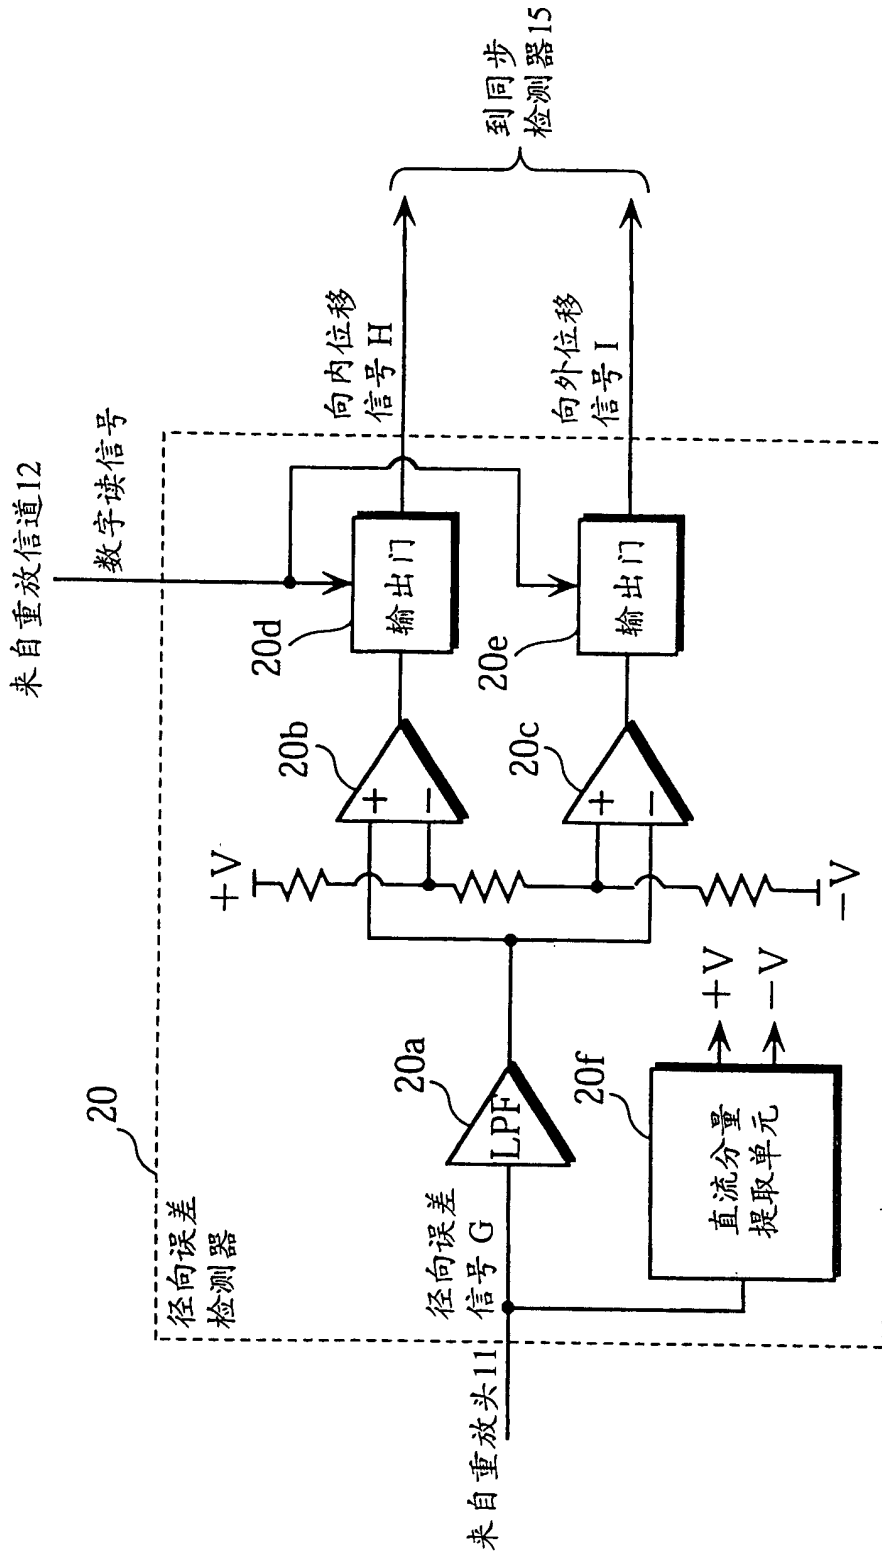 来自重放信道12
数字读信号
20
径向误差
检测器
+V
20b
20d
向内位移
信号 H
+
−
输出门
来自重放头11
径向误差
信号 G
20a
LPF
到同步
检测器15
20c
20e
向外位移
信号 I
+
−
输出门
−V
20f
直流分量
提取单元
+V
−V